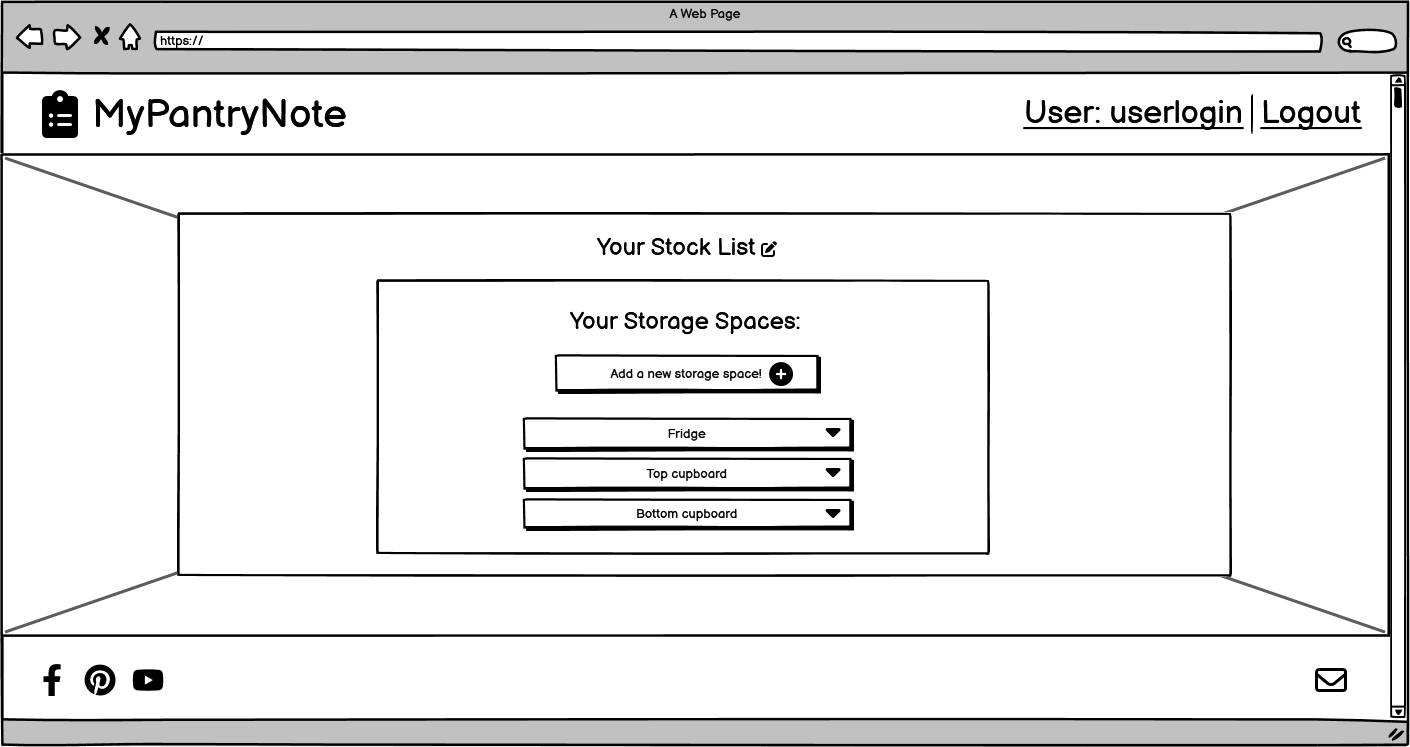 A Web Page
https://
MyPantryNote
User: userlogin | Logout
Your Stock List
Your Storage Spaces:
Add a new storage space!
Fridge
Top cupboard
Bottom cupboard